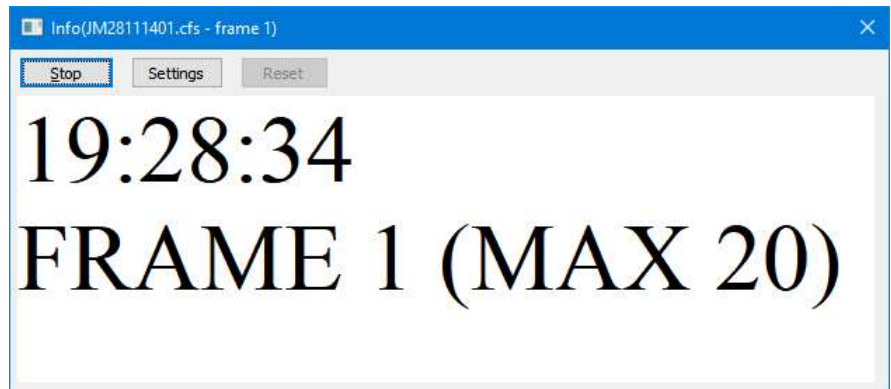 Info(JM28111401.cfs - frame 1)
Stop Settings Reset
19:28:34
FRAME 1 (MAX 20)